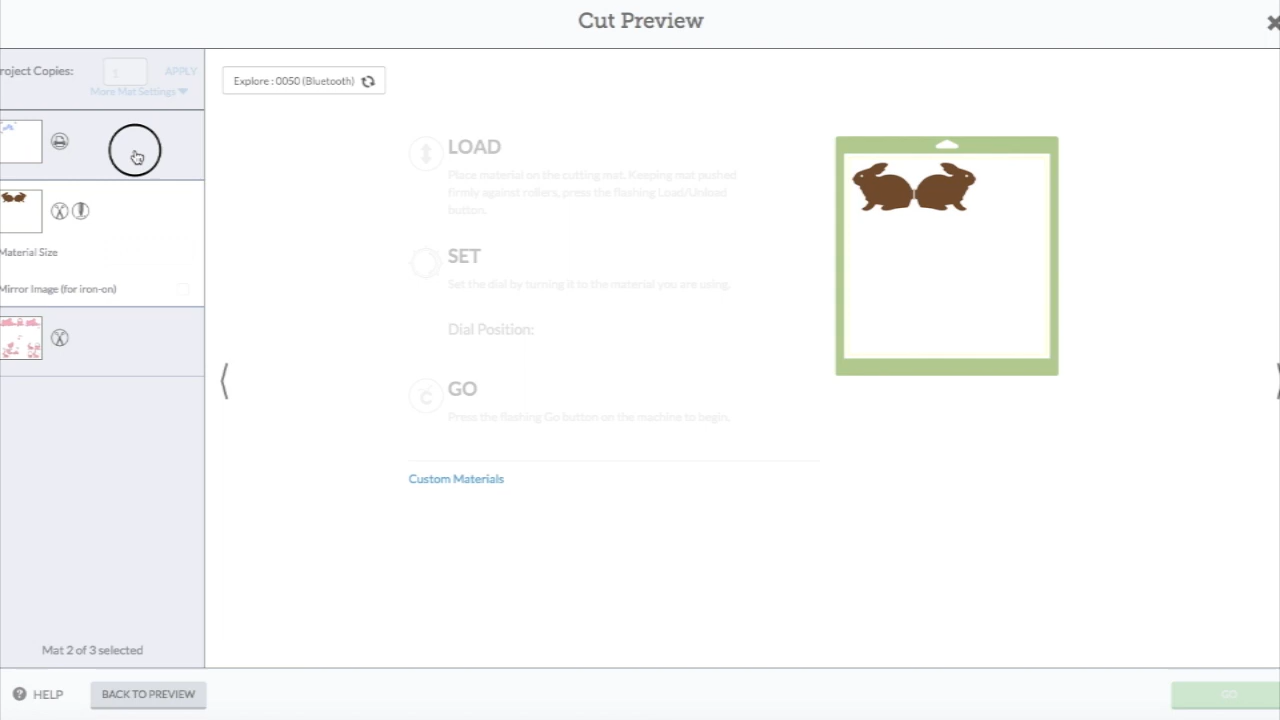 Cut Preview
roject Copies: 1 APPLY
More Mat Settings
Explore : 0050 (Bluetooth)
LOAD
Place material on the cutting mat. Keeping mat pushed
firmly against rollers, press the flashing Load/Unload
button.
Material Size
Mirror Image (for iron-on)
SET
Set the dial by turning it to the material you are using.
Dial Position:
GO
Press the flashing Go button on the machine to begin.
Custom Materials
Mat 2 of 3 selected
HELP
BACK TO PREVIEW
GO